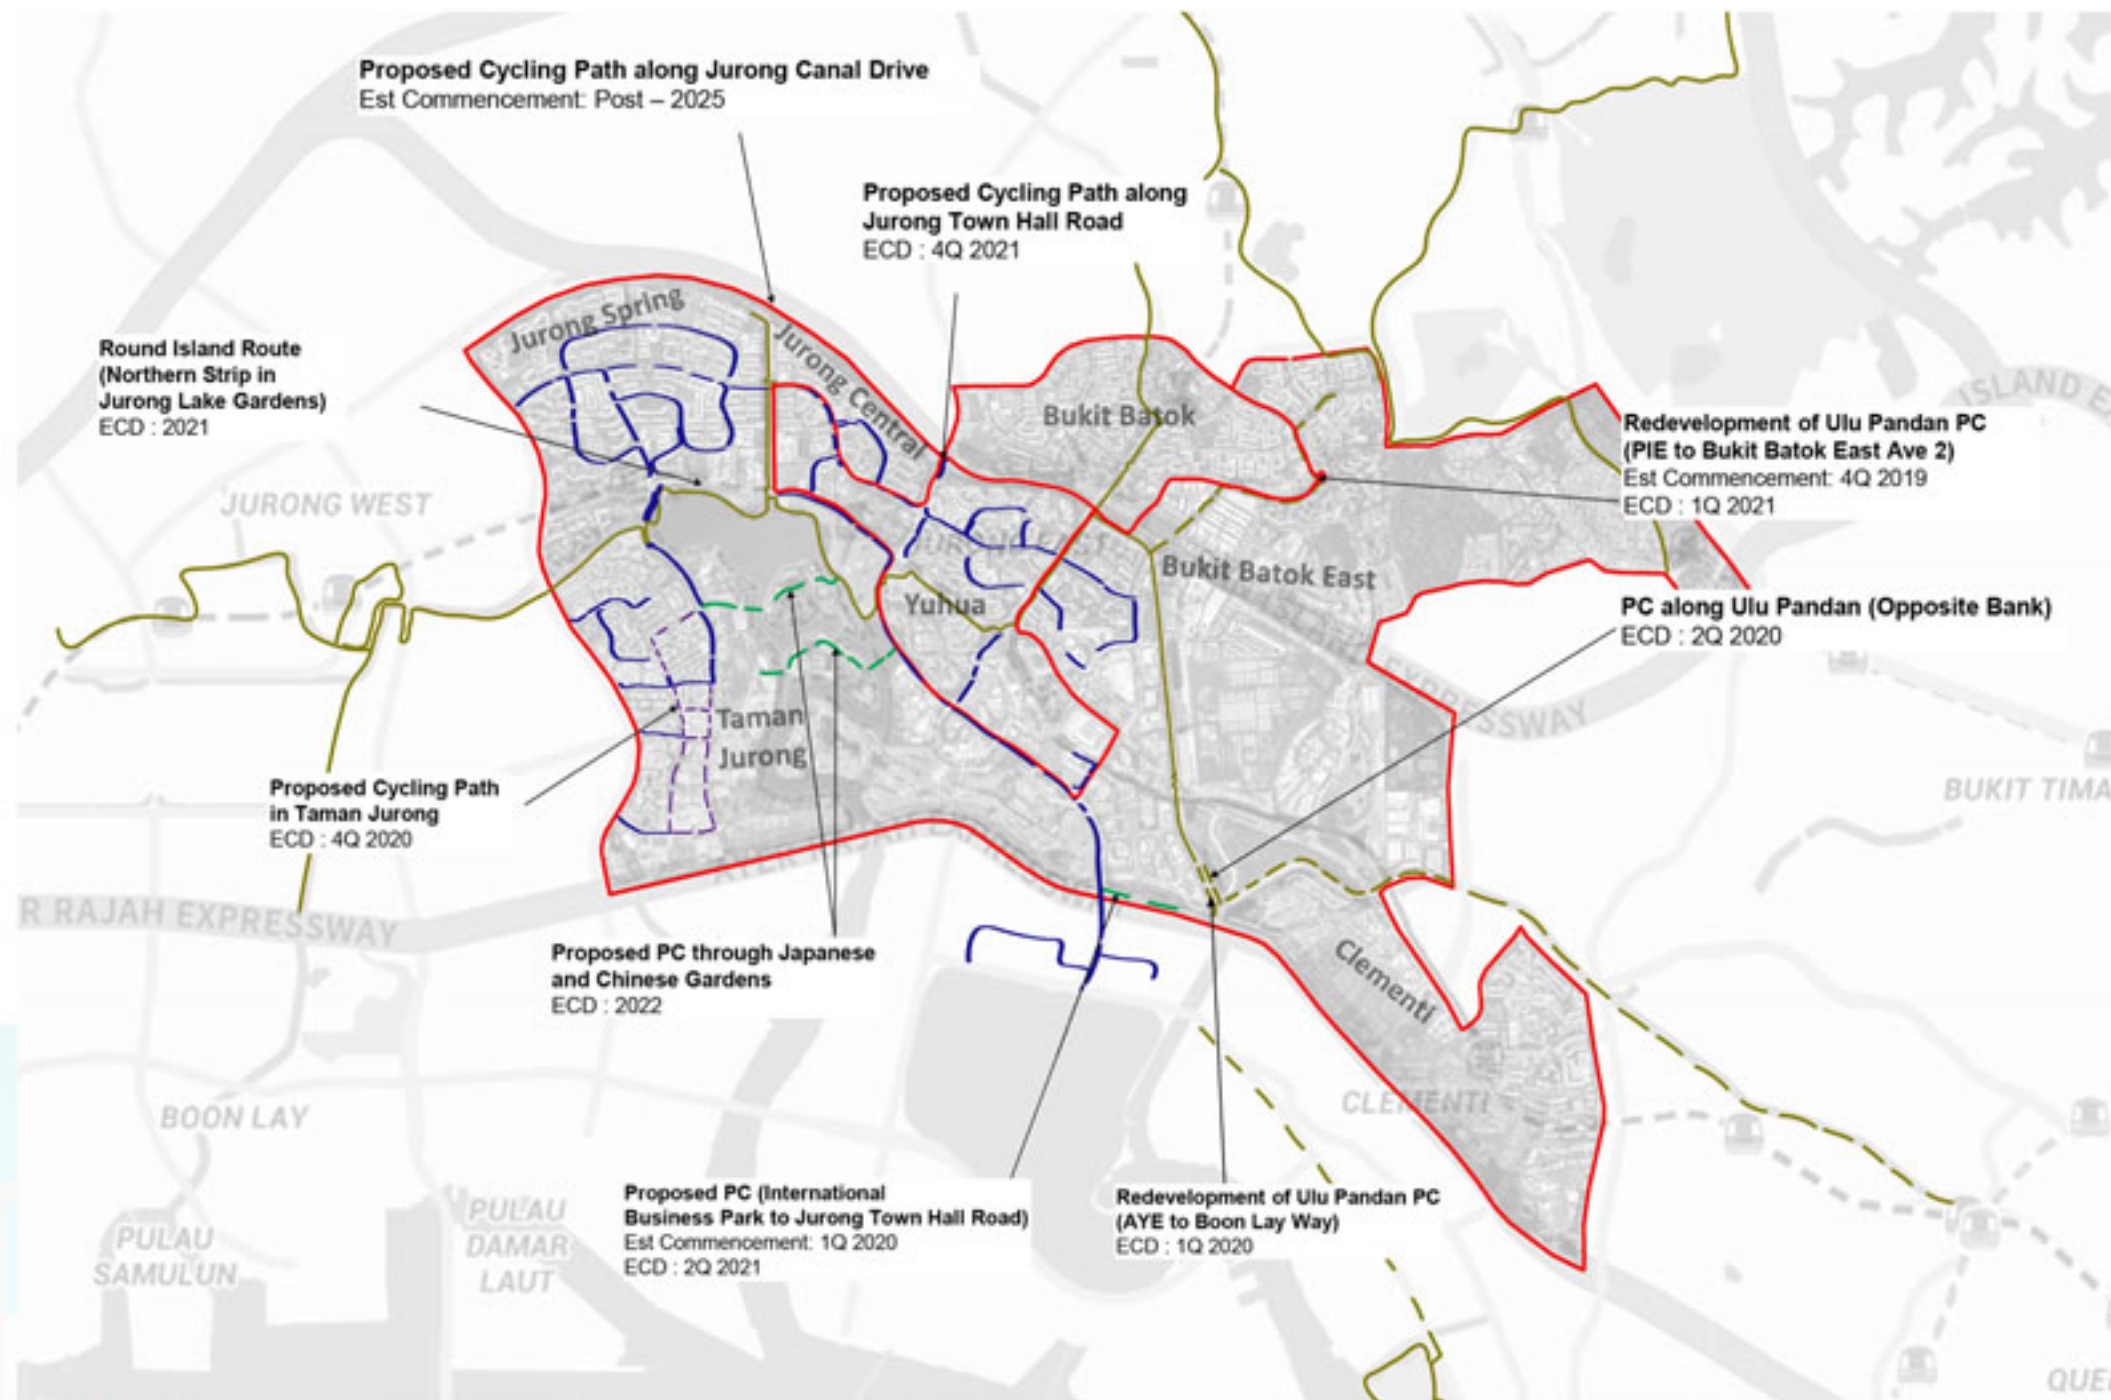 Proposed Cycling Path along Jurong Canal Drive
Est Commencement: Post – 2025
Proposed Cycling Path along
Jurong Town Hall Road
ECD : 4Q 2021
Round Island Route
(Northern Strip in
Jurong Lake Gardens)
ECD : 2021
Jurong Spring
Jurong Central
Bukit Batok
ISLAND E
Redevelopment of Ulu Pandan PC
(PIE to Bukit Batok East Ave 2)
Est Commencement: 4Q 2019
ECD : 1Q 2021
JURONG WEST
JURONG EAST
Bukit Batok East
Yuhua
PC along Ulu Pandan (Opposite Bank)
ECD : 2Q 2020
EXPRESSWAY
Taman
Jurong
Proposed Cycling Path
in Taman Jurong
ECD : 4Q 2020
BUKIT TIMA
R RAJAH EXPRESSWAY
Proposed PC through Japanese
and Chinese Gardens
ECD : 2022
Clementi
CLEMENTI
BOON LAY
Proposed PC (International
Business Park to Jurong Town Hall Road)
Est Commencement: 1Q 2020
ECD : 2Q 2021
Redevelopment of Ulu Pandan PC
(AYE to Boon Lay Way)
ECD : 1Q 2020
PULAU
SAMULUN
PULAU
DAMAR
LAUT
QUE